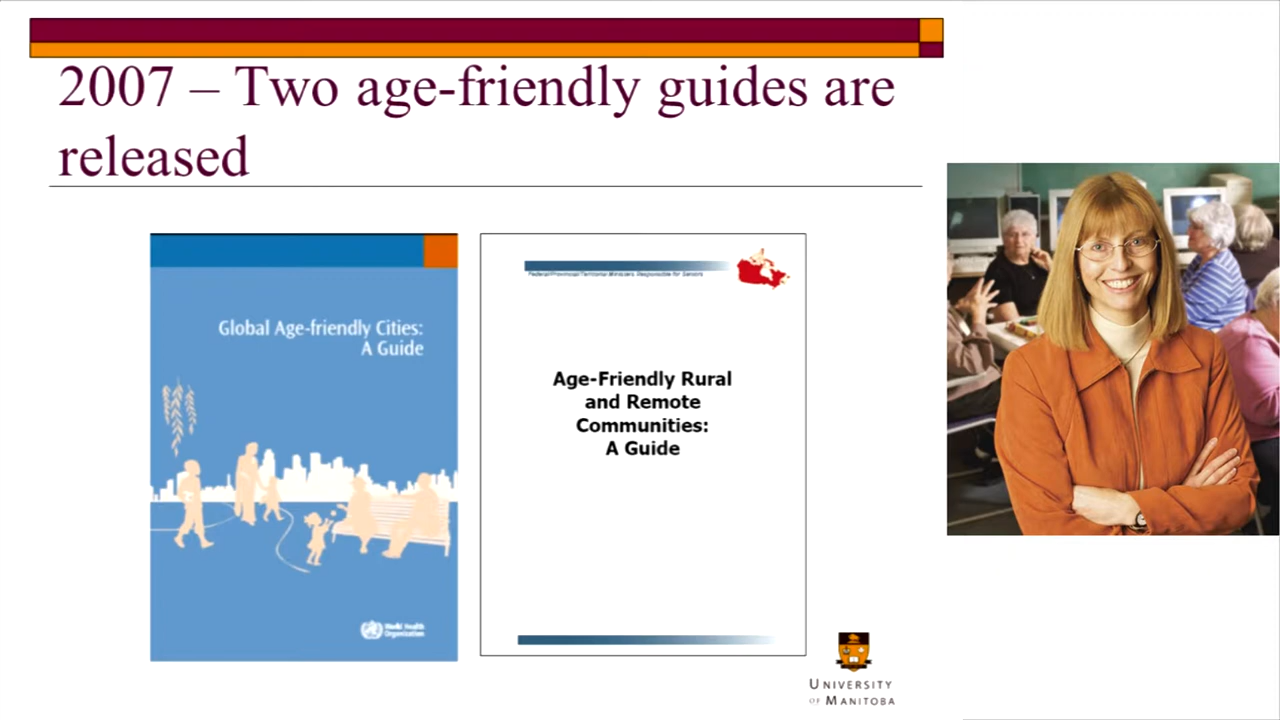 2007 – Two age-friendly guides are
released
Global Age-friendly Cities:
A Guide
World Health
Organization
Federal/Provincial/Territorial Ministers Responsible for Seniors
Age-Friendly Rural
and Remote
Communities:
A Guide
UNIVERSITY
OF MANITOBA